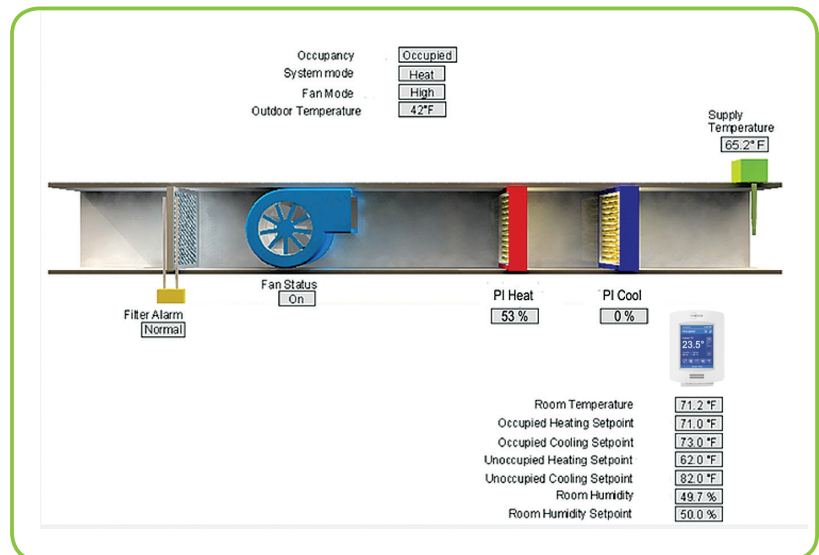 Occupancy Occupied
System mode Heat
Fan Mode High
Outdoor Temperature 42°F
Supply
Temperature
65.2° F
Fan Status
On
Filter Alarm
Normal
PI Heat
53 %
PI Cool
0 %
23.5°
Room Temperature 71.2 °F
Occupied Heating Setpoint 71.0 °F
Occupied Cooling Setpoint 73.0 °F
Unoccupied Heating Setpoint 62.0 °F
Unoccupied Cooling Setpoint 82.0 °F
Room Humidity 49.7 %
Room Humidity Setpoint 50.0 %